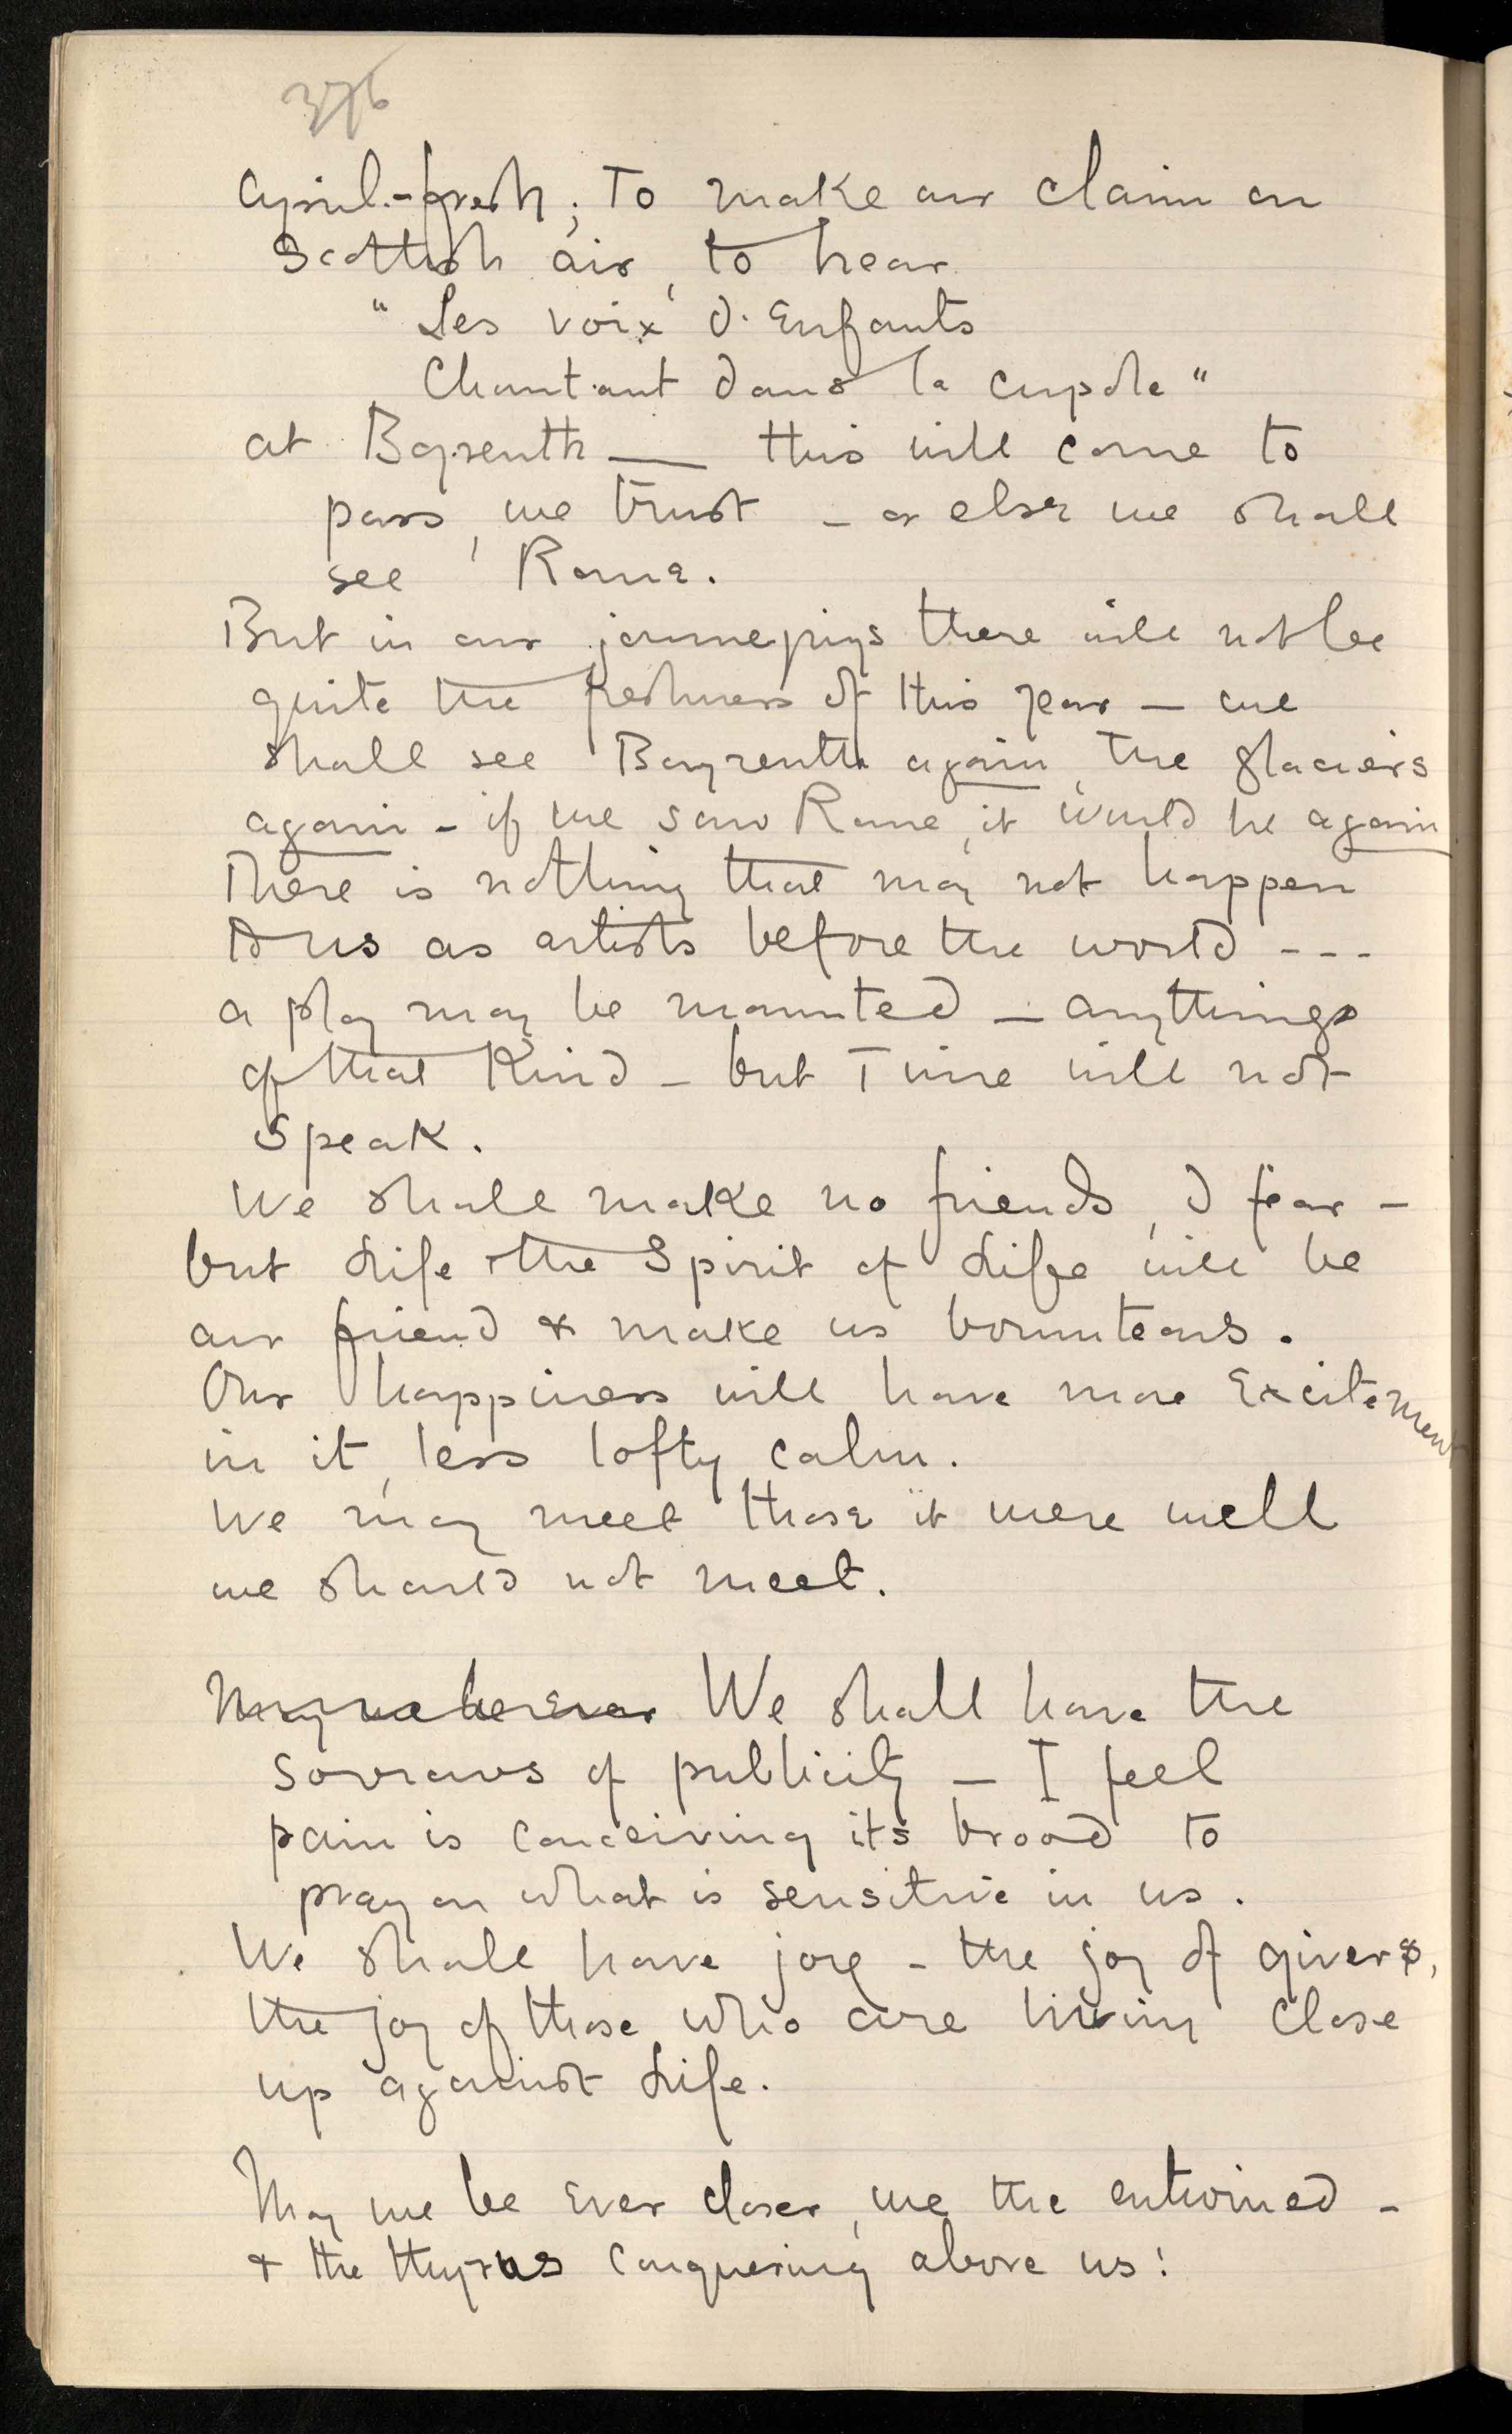 376
April-fresh; To make our claim on
Scottish air, to hear
"Les voix d'Enfants
Chantant dans la cupole"
at Bayreuth — this will come to
pass, we trust – or else we shall
see Rome.
But in our journeyings there will not be
quite the freshness of this year – we
shall see Bayreuth again, the glaciers
again – if we saw Rome, it would be again
There is nothing that may not happen
to us as artists before the world - - -
a play may be mounted – anythings
of that Kind – but Time will not
Speak.
We shall make no friends, I fear –
but Life the Spirit of Life will be
our friend & make us bounteous.
Our happiness will have more Excitement
in it, less lofty calm.
We may meet those it were well
we should not meet.
May we be Ever We shall have the
sorrows of publicity – I feel
pain is conceiving its brood to
pray on what is sensitive in us.
We shall have joy – the joy of givers,
the joy of those who are living close
up against Life.
May we be Ever closer, we the entwined –
& the thyrsus conquering above us!